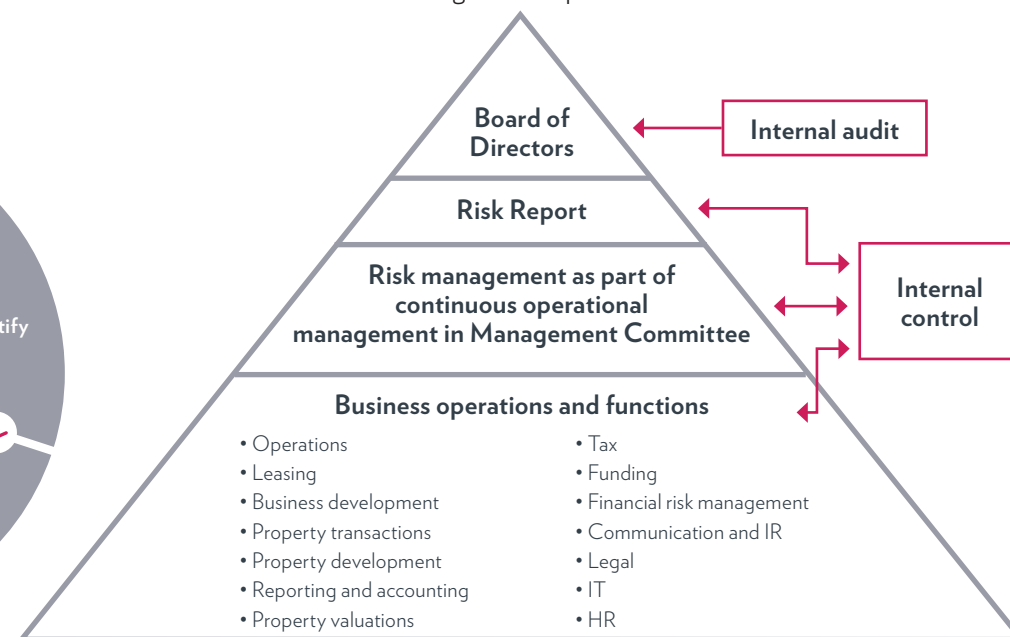 Board of
Directors
Internal audit
Risk Report
Risk management as part of
continuous operational
management in Management Committee
Internal
control
Business operations and functions
• Operations
• Leasing
• Business development
• Property transactions
• Property development
• Reporting and accounting
• Property valuations
• Tax
• Funding
• Financial risk management
• Communication and IR
• Legal
• IT
• HR